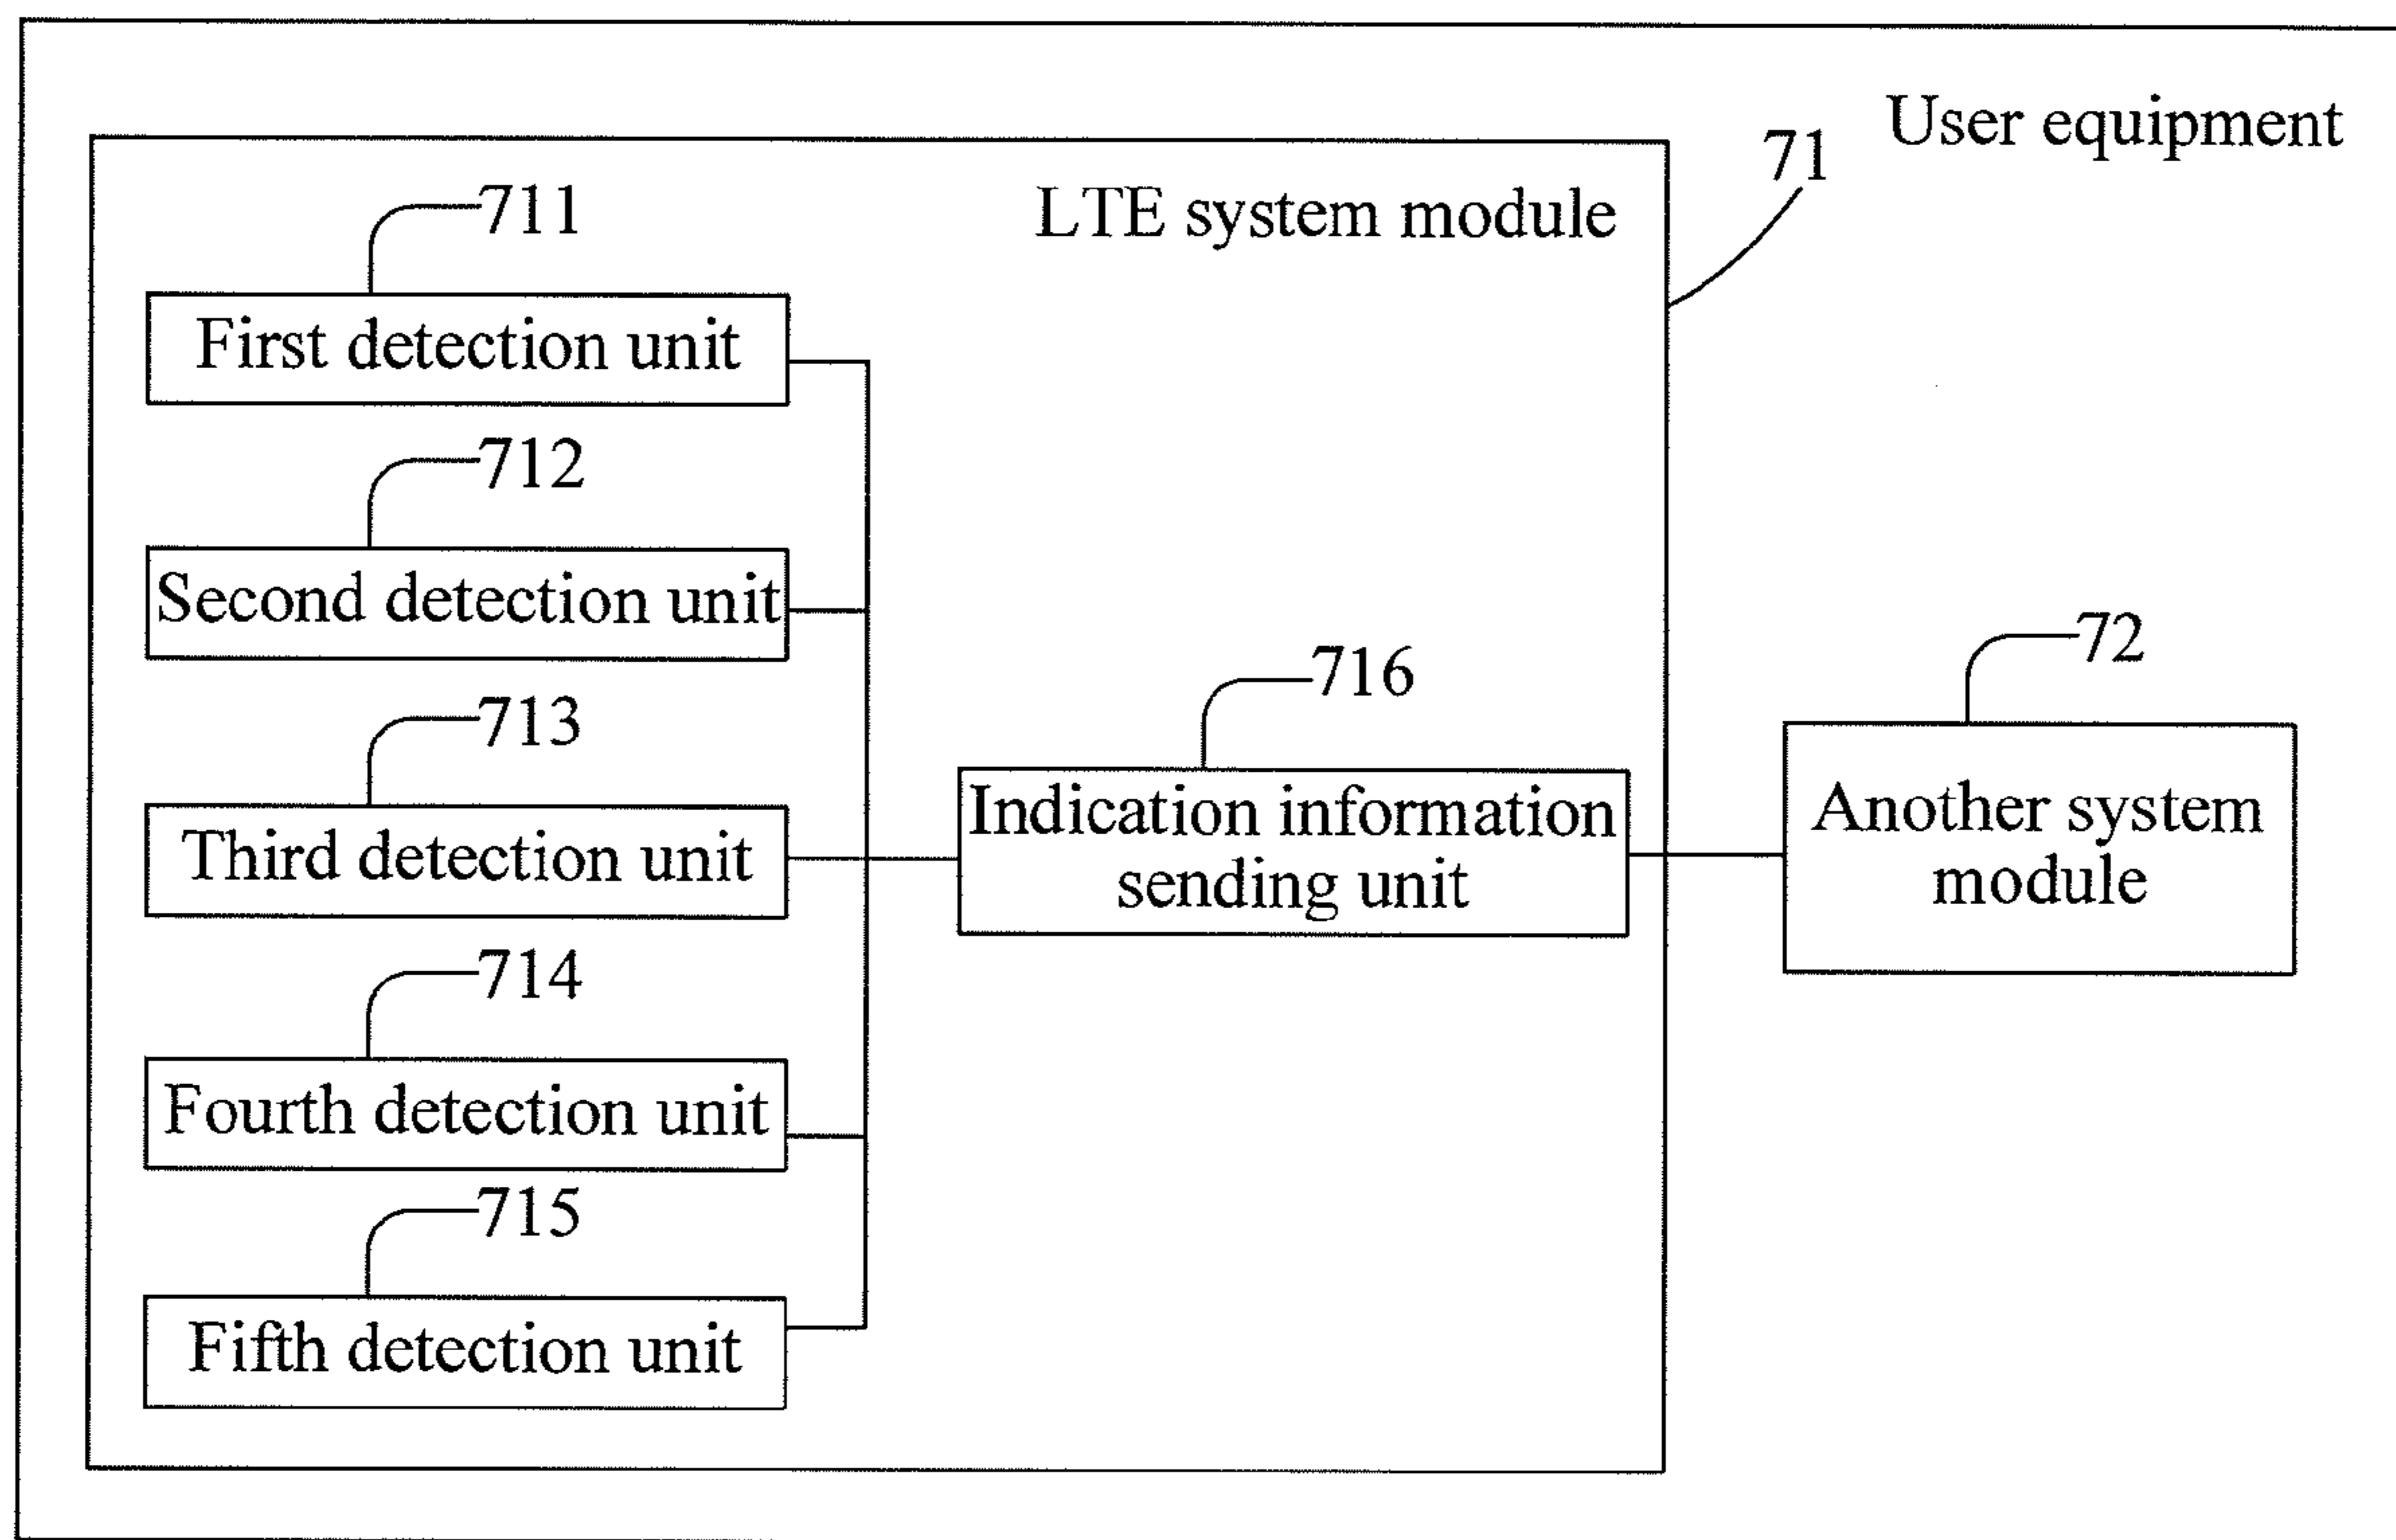 User equipment
71
LTE system module
711
First detection unit
712
Second detection unit
713
Third detection unit
714
Fourth detection unit
715
Fifth detection unit
716
Indication information
sending unit
72
Another system
module